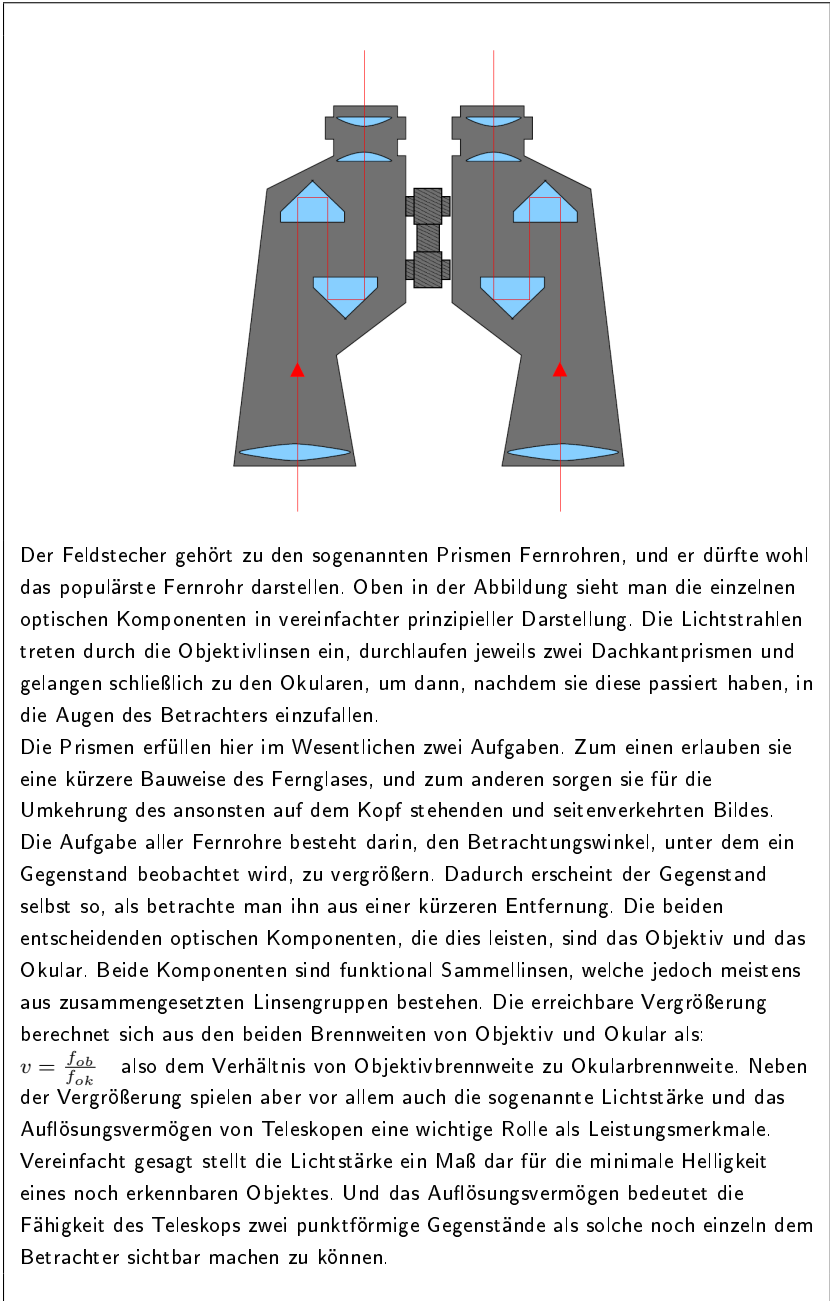 Der Feldstecher gehört zu den sogenannten Prismen Fernrohren, und er dürfte wohl
das populärste Fernrohr darstellen. Oben in der Abbildung sieht man die einzelnen
optischen Komponenten in vereinfachter prinzipieller Darstellung. Die Lichtstrahlen
treten durch die Objektivlinsen ein, durchlaufen jeweils zwei Dachkantprismen und
gelangen schließlich zu den Okularen, um dann, nachdem sie diese passiert haben, in
die Augen des Betrachters einzufallen.
Die Prismen erfüllen hier im Wesentlichen zwei Aufgaben. Zum einen erlauben sie
eine kürzere Bauweise des Fernglases, und zum anderen sorgen sie für die
Umkehrung des ansonsten auf dem Kopf stehenden und seitenverkehrten Bildes.
Die Aufgabe aller Fernrohre besteht darin, den Betrachtungswinkel, unter dem ein
Gegenstand beobachtet wird, zu vergrößern. Dadurch erscheint der Gegenstand
selbst so, als betrachte man ihn aus einer kürzeren Entfernung. Die beiden
entscheidenden optischen Komponenten, die dies leisten, sind das Objektiv und das
Okular. Beide Komponenten sind funktional Sammellinsen, welche jedoch meistens
aus zusammengesetzten Linsengruppen bestehen. Die erreichbare Vergrößerung
berechnet sich aus den beiden Brennweiten von Objektiv und Okular als:
$v = \frac{f_{ob}}{f_{ok}}$ also dem Verhältnis von Objektivbrennweite zu Okularbrennweite. Neben
der Vergrößerung spielen aber vor allem auch die sogenannte Lichtstärke und das
Auflösungsvermögen von Teleskopen eine wichtige Rolle als Leistungsmerkmale.
Vereinfacht gesagt stellt die Lichtstärke ein Maß dar für die minimale Helligkeit
eines noch erkennbaren Objektes. Und das Auflösungsvermögen bedeutet die
Fähigkeit des Teleskops zwei punktförmige Gegenstände als solche noch einzeln dem
Betrachter sichtbar machen zu können.